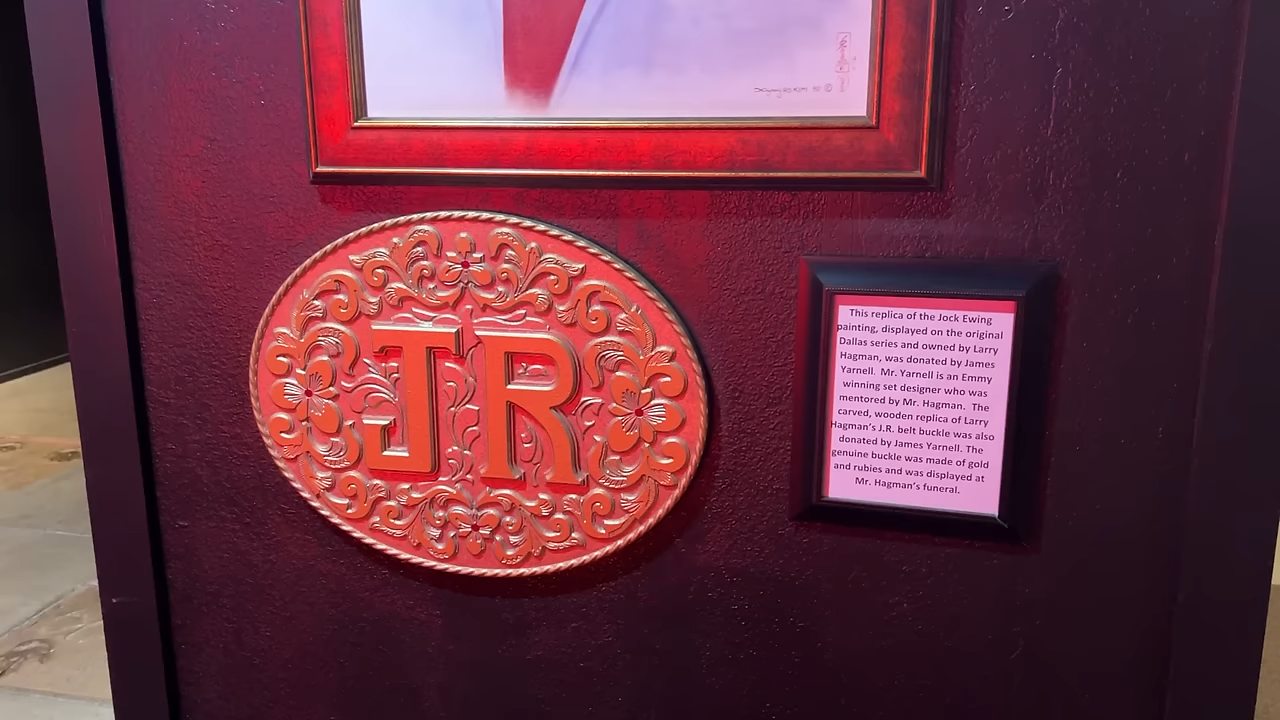 JR
This replica of the Jock Ewing
painting, displayed on the original
Dallas series and owned by Larry
Hagman, was donated by James
Yarnell. Mr. Yarnell is an Emmy
winning set designer who was
mentored by Mr. Hagman. The
carved, wooden replica of Larry
Hagman's J.R. belt buckle was also
donated by James Yarnell. The
genuine buckle was made of gold
and rubies and was displayed at
Mr. Hagman's funeral.